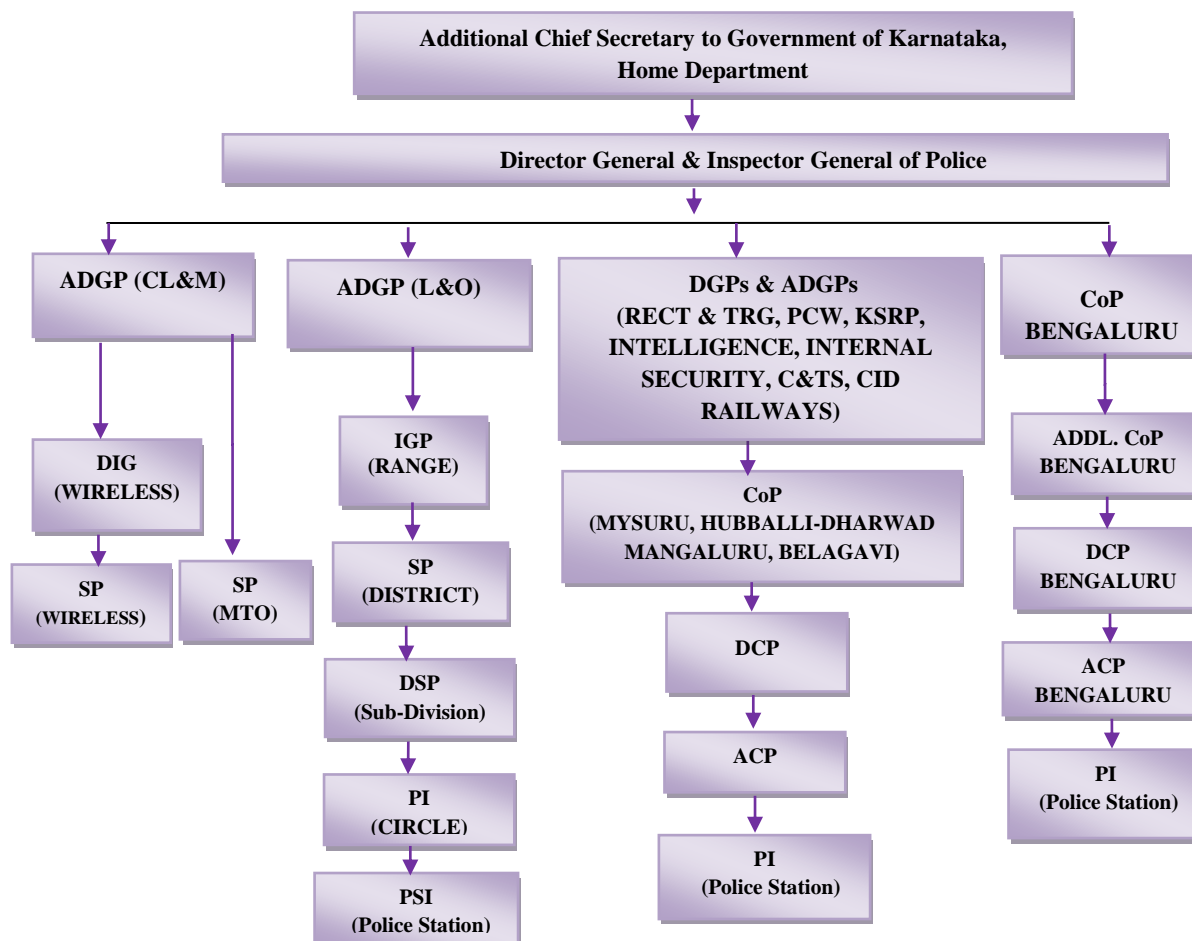 Additional Chief Secretary to Government of Karnataka,
Home Department
Director General & Inspector General of Police
ADGP (CL&M)
DIG
(WIRELESS)
SP
(WIRELESS)
SP
(MTO)
ADGP (L&O)
IGP
(RANGE)
SP
(DISTRICT)
DSP
(Sub-Division)
PI
(CIRCLE)
PSI
(Police Station)
DGPs & ADGPs
(RECT & TRG, PCW, KSRP,
INTELLIGENCE, INTERNAL
SECURITY, C&TS, CID
RAILWAYS)
CoP
(MYSURU, HUBBALLI-DHARWAD
MANGALURU, BELAGAVI)
DCP
ACP
PI
(Police Station)
CoP
BENGALURU
ADDL. CoP
BENGALURU
DCP
BENGALURU
ACP
BENGALURU
PI
(Police Station)